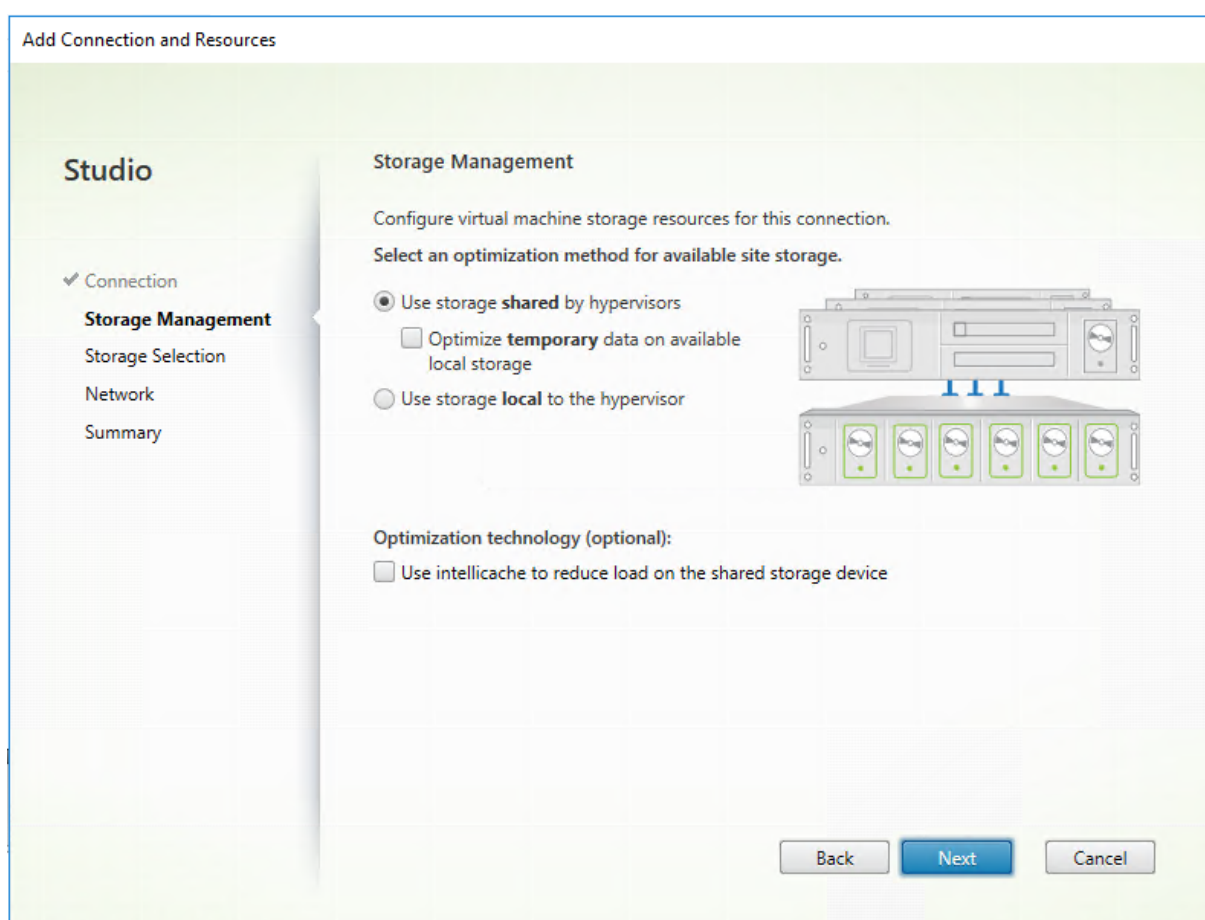 Add Connection and Resources
Studio
Connection
Storage Management
Storage Selection
Network
Summary
Storage Management
Configure virtual machine storage resources for this connection.
Select an optimization method for available site storage.
Use storage shared by hypervisors
Optimize temporary data on available
local storage
Use storage local to the hypervisor
Optimization technology (optional):
Use intellicache to reduce load on the shared storage device
Back
Next
Cancel